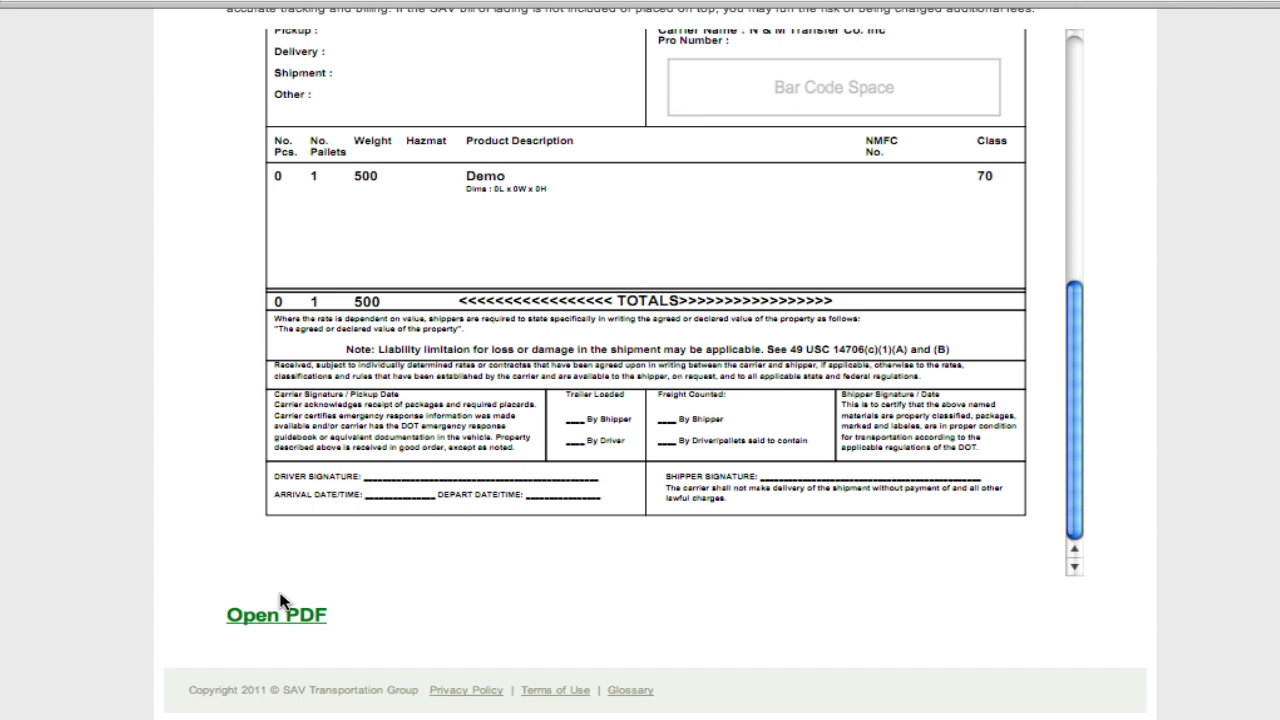 accurate tracking and billing. If the SAV bill of lading is not included or placed on top, you may run the risk of being charged additional fees.
Pickup :
Delivery :
Shipment :
Other :
Carrier Name : N & M Transfer Co. Inc
Pro Number :
Bar Code Space
No. Pcs. No. Pallets Weight Hazmat Product Description NMFC No. Class
0 1 500 Demo 70
Dims : 0L x 0W x 0H
0 1 500 <<<<<<<<<<<<<<<<< TOTALS>>>>>>>>>>>>>>>>>
Where the rate is dependent on value, shippers are required to state specifically in writing the agreed or declared value of the property as follows:
"The agreed or declared value of the property".
Note: Liability limitaion for loss or damage in the shipment may be applicable. See 49 USC 14706(c)(1)(A) and (B)
Received, subject to individually determined rates or contractss that have been agreed upon in writing between the carrier and shipper, if applicable, otherwise to the rates,
classifications and rules that have been established by the carrier and are available to the shipper, on request, and to all applicable state and federal regulations.
Carrier Signature / Pickup Date
Carrier acknowledges receipt of packages and required placards.
Carrier certifies emergency response information was made
available and/or carrier has the DOT emergency response
guidebook or equivalent documentation in the vehicle. Property
described above is received in good order, except as noted.
Trailer Loaded
____ By Shipper
____ By Driver
Freight Counted:
____ By Shipper
____ By Driver/pallets said to contain
Shipper Signature / Date
This is to certify that the above named
materials are properly classified, packages,
marked and labeles, are in proper condition
for transportation according to the
applicable regulations of the DOT.
DRIVER SIGNATURE: ____
ARRIVAL DATE/TIME: ____ DEPART DATE/TIME: ____
SHIPPER SIGNATURE: ____
The carrier shall not make delivery of the shipment without payment of and all other
lawful charges.
Open PDF
Copyright 2011 © SAV Transportation Group Privacy Policy | Terms of Use | Glossary